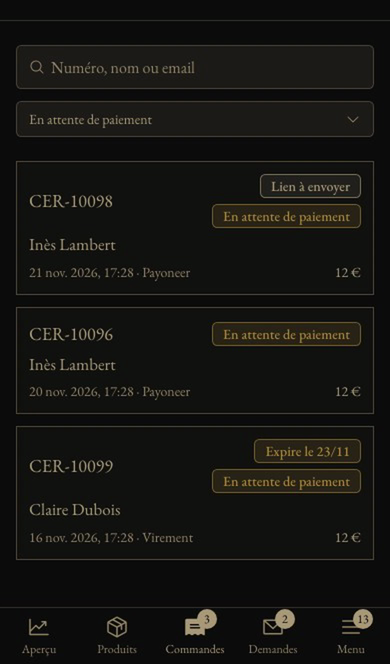 Numéro, nom ou email
En attente de paiement
Lien à envoyer
CER-10098
En attente de paiement
Inès Lambert
21 nov. 2026, 17:28 · Payoneer 12 €
CER-10096 En attente de paiement
Inès Lambert
20 nov. 2026, 17:28 · Payoneer 12 €
Expire le 23/11
CER-10099
En attente de paiement
Claire Dubois
16 nov. 2026, 17:28 · Virement 12 €
3 2 13
Aperçu Produits Commandes Demandes Menu